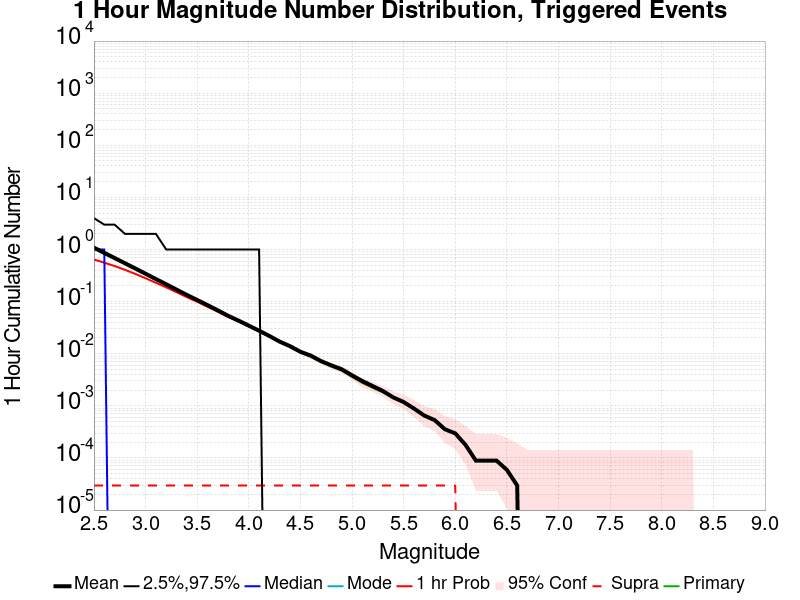 1 Hour Magnitude Number Distribution, Triggered Events
1 Hour Cumulative Number
10^4
10^3
10^2
10^1
10^0
10^-1
10^-2
10^-3
10^-4
10^-5
2.5 3.0 3.5 4.0 4.5 5.0 5.5 6.0 6.5 7.0 7.5 8.0 8.5 9.0
Magnitude
Mean 2.5%,97.5% Median Mode 1 hr Prob 95% Conf Supra Primary